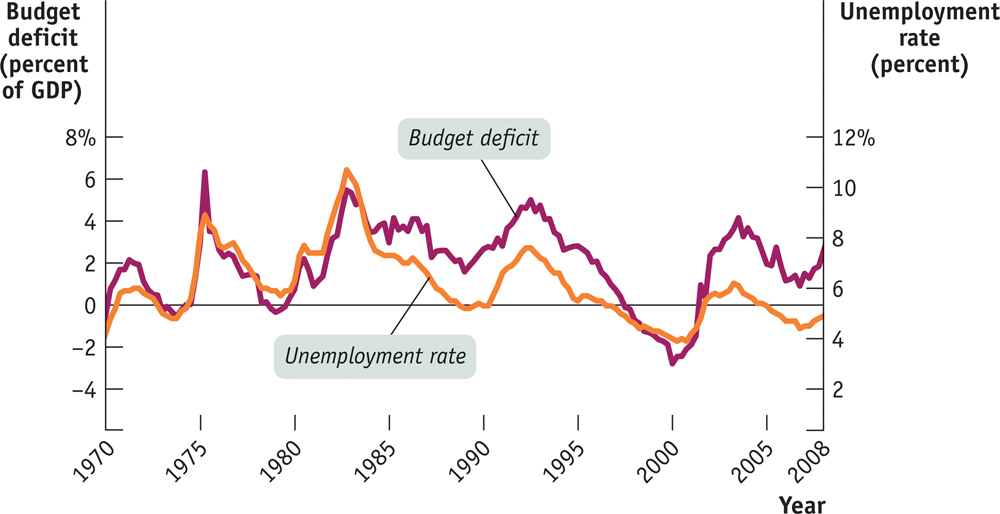 Budget
deficit
(percent
of GDP)
Unemployment
rate
(percent)
8%
6
4
2
0
−2
−4
12%
10
8
6
4
2
Budget deficit
Unemployment rate
1970
1975
1980
1985
1990
1995
2000
2005
2008
Year